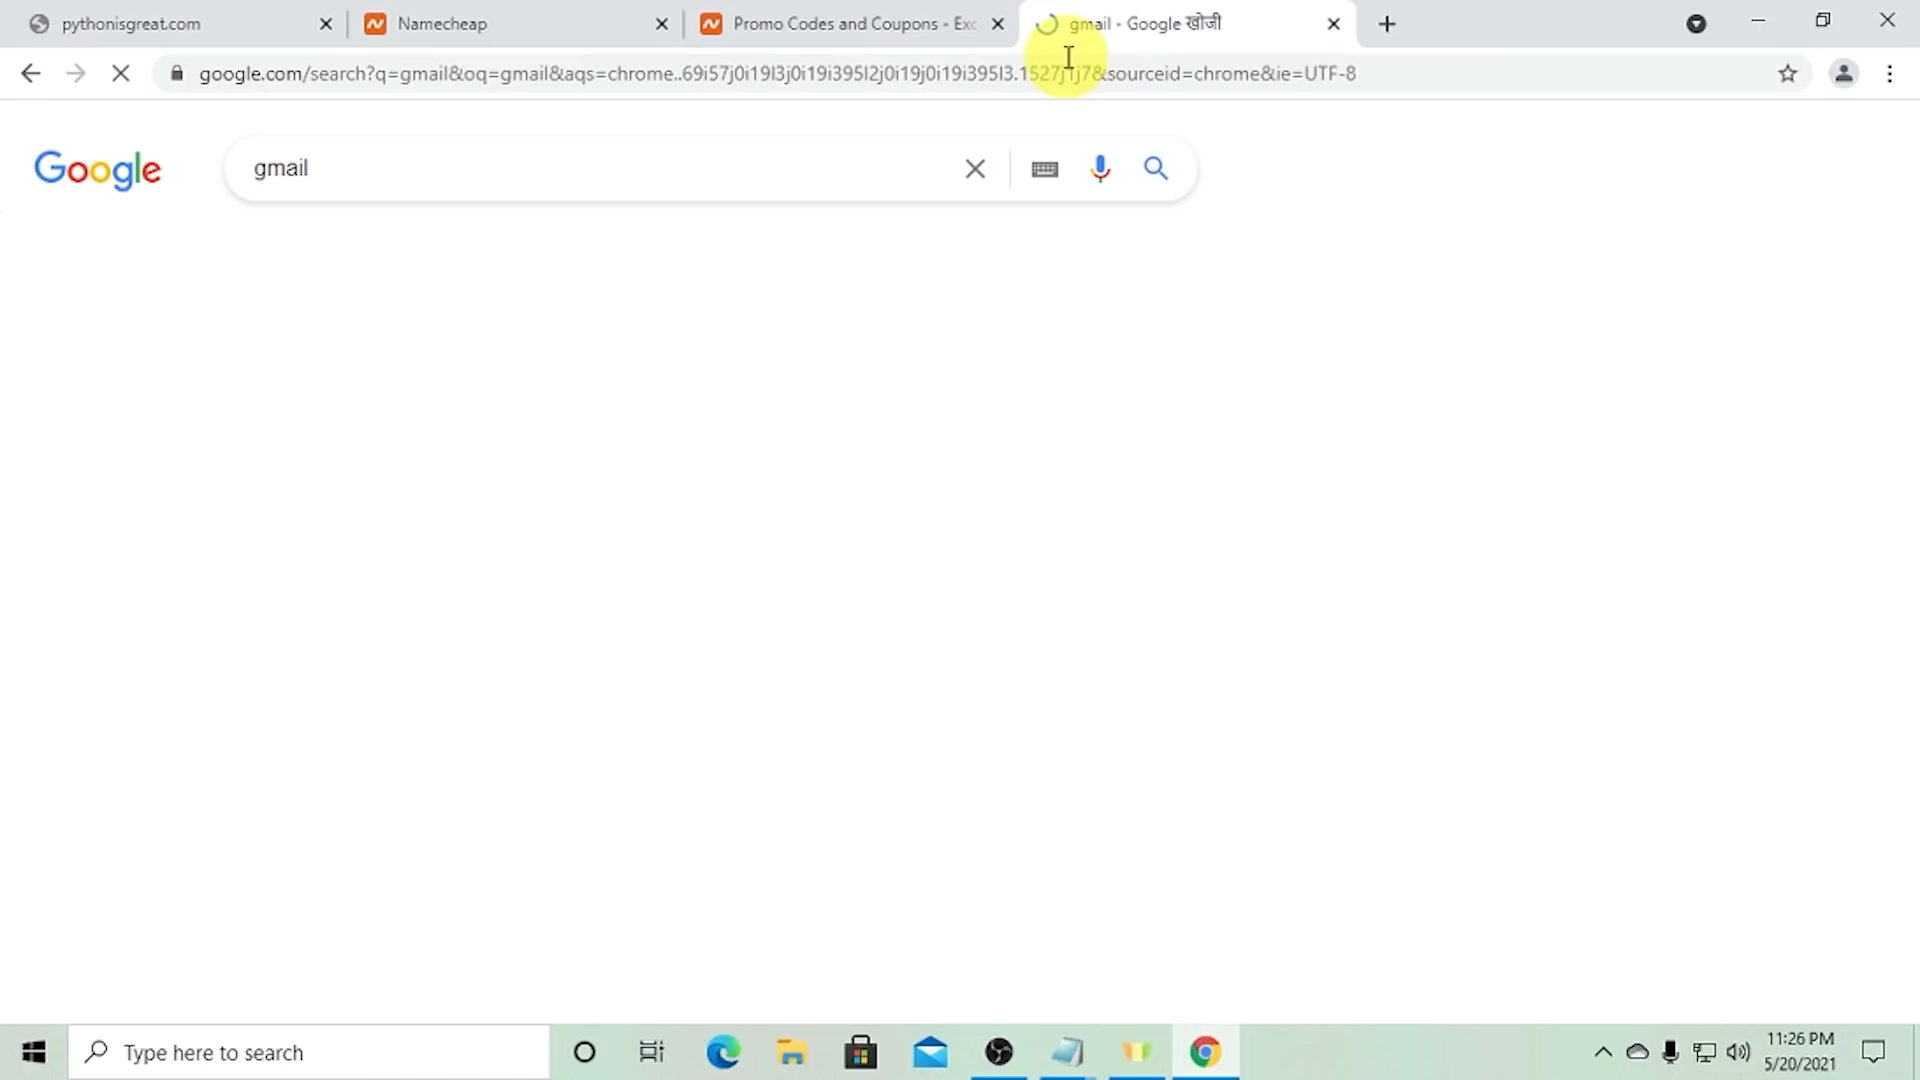 pythonisgreat.com
Namecheap
Promo Codes and Coupons - Exc
gmail - Google खोजी
google.com/search?q=gmail&oq=gmail&aqs=chrome..69i57j0i19l3j0i19i395l2j0i19j0i19i395l3.1527j1j7&sourceid=chrome&ie=UTF-8
Google
gmail
Type here to search
11:26 PM
5/20/2021